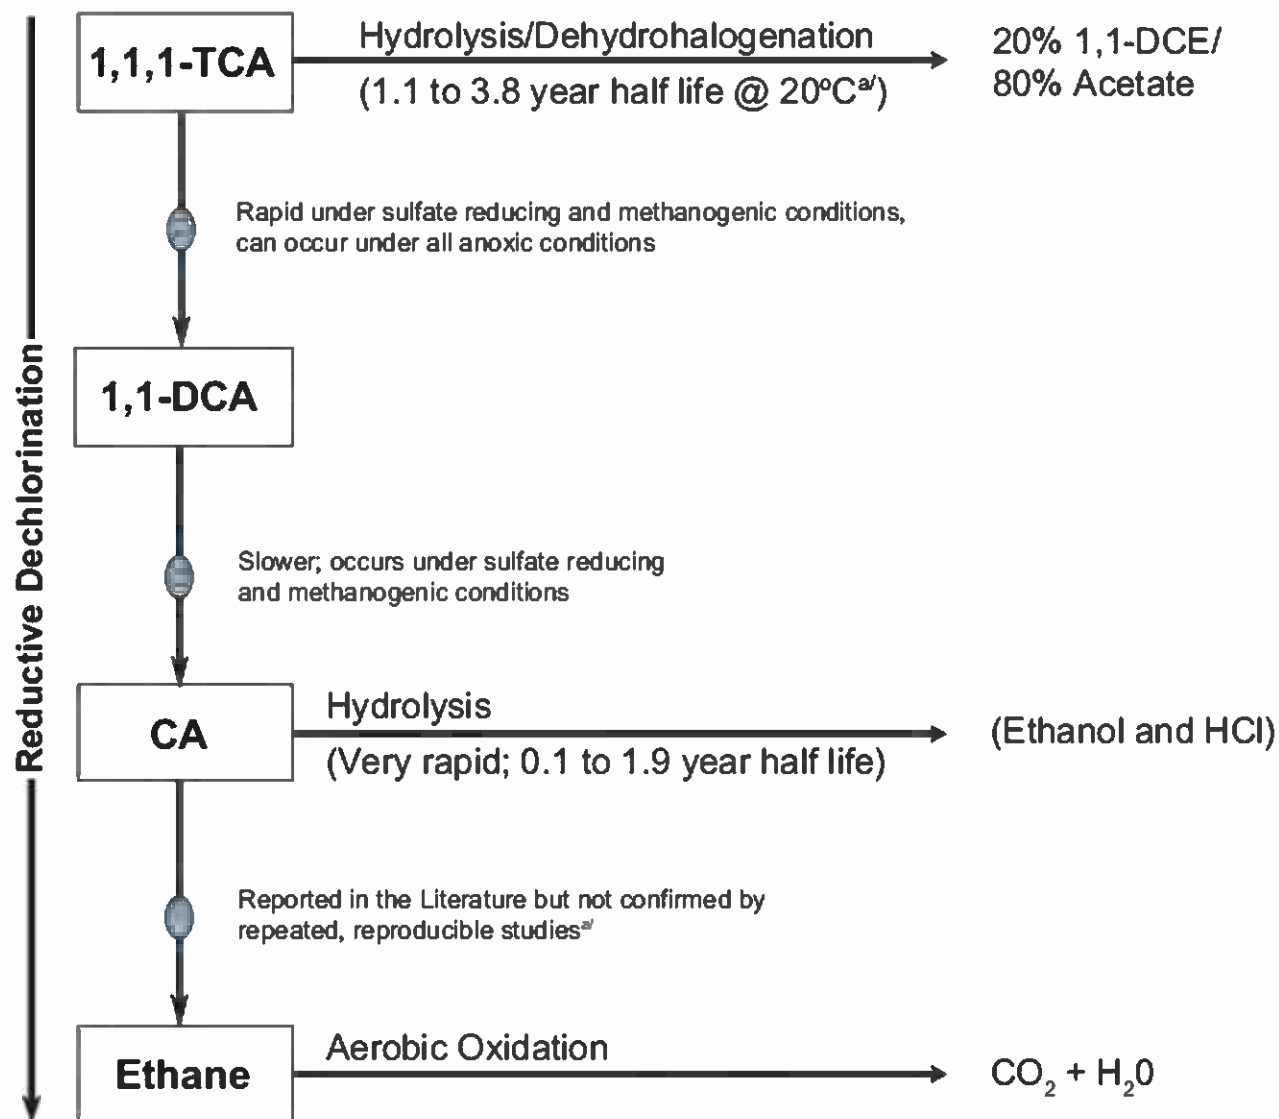 1,1,1-TCA
Hydrolysis/Dehydrohalogenation
(1.1 to 3.8 year half life @ 20ºCa/)
20% 1,1-DCE/
80% Acetate
Rapid under sulfate reducing and methanogenic conditions,
can occur under all anoxic conditions
1,1-DCA
Reductive Dechlorination
Slower; occurs under sulfate reducing
and methanogenic conditions
CA
Hydrolysis
(Very rapid; 0.1 to 1.9 year half life)
(Ethanol and HCl)
Reported in the Literature but not confirmed by
repeated, reproducible studiesa/
Ethane
Aerobic Oxidation
CO2 + H20